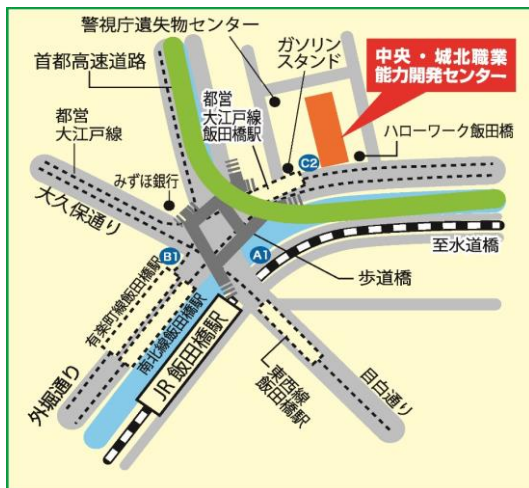 警視庁遺失物センター
ガソリン
スタンド
中央・城北職業
能力開発センター
首都高速道路
都営
大江戸線
飯田橋駅
都営
大江戸線
ハローワーク飯田橋
C2
みずほ銀行
大久保通り
至水道橋
B1
A1
歩道橋
有楽町線飯田橋駅
南北線飯田橋駅
JR 飯田橋駅
外堀通り
東西線
飯田橋駅
目白通り